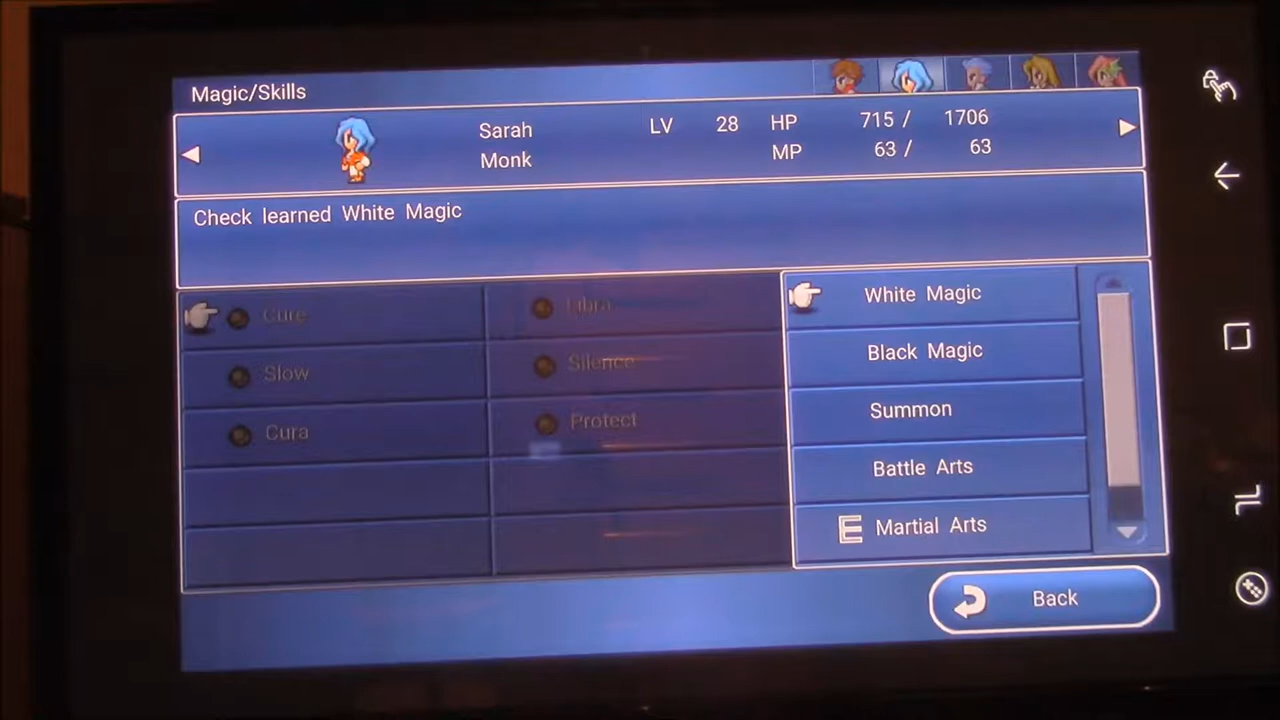 Magic/Skills
Sarah
Monk
LV 28
HP 715 / 1706
MP 63 / 63
Check learned White Magic
Cure
Libra
Slow
Silence
Cura
Protect
White Magic
Black Magic
Summon
Battle Arts
E Martial Arts
Back